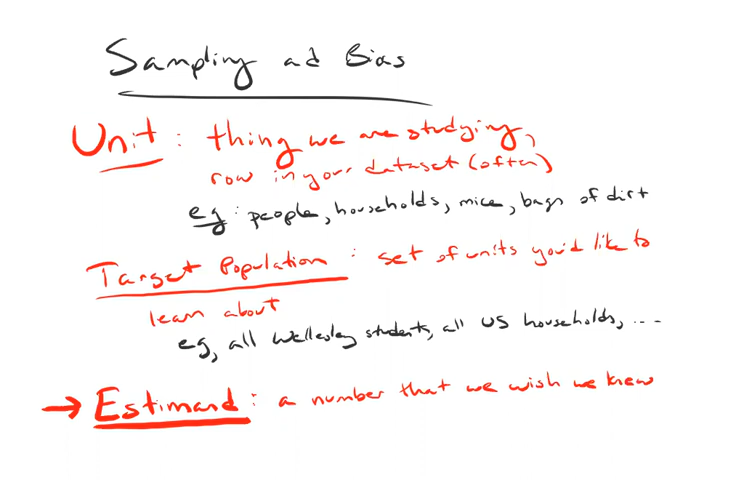 Sampling ad Bias
Unit: thing we are studying,
row in your dataset (often)
eg: people, households, mice, bags of dirt
Target Population: set of units you'd like to
learn about
eg, all Wellesley students, all US households, ....
→ Estimand: a number that we wish we knew